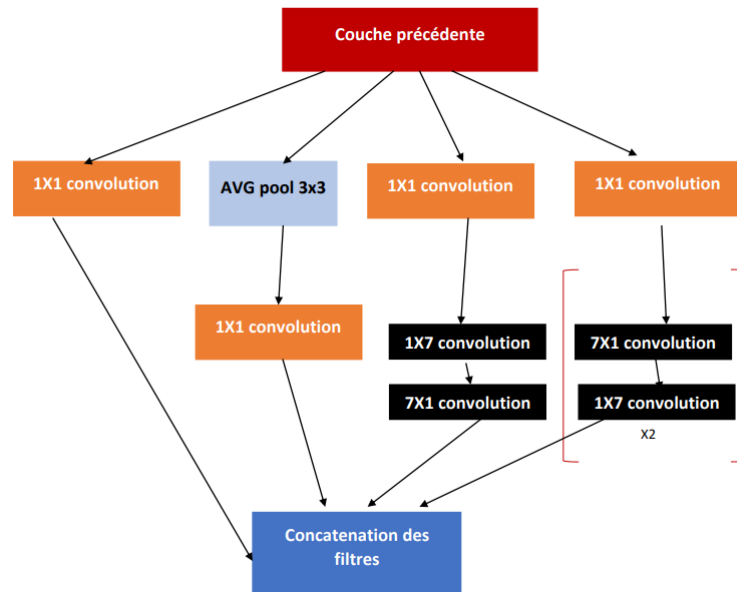 Couche précédente
1X1 convolution
AVG pool 3x3
1X1 convolution
1X1 convolution
1X1 convolution
1X7 convolution
7X1 convolution
7X1 convolution
1X7 convolution
X2
Concatenation des
filtres